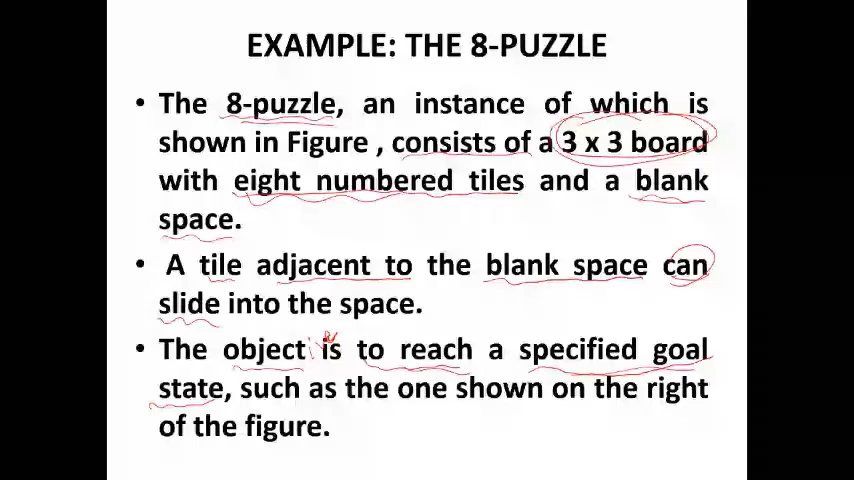 EXAMPLE: THE 8-PUZZLE
• The 8-puzzle, an instance of which is
shown in Figure , consists of a 3 x 3 board
with eight numbered tiles and a blank
space.
• A tile adjacent to the blank space can
slide into the space.
• The object is to reach a specified goal
state, such as the one shown on the right
of the figure.